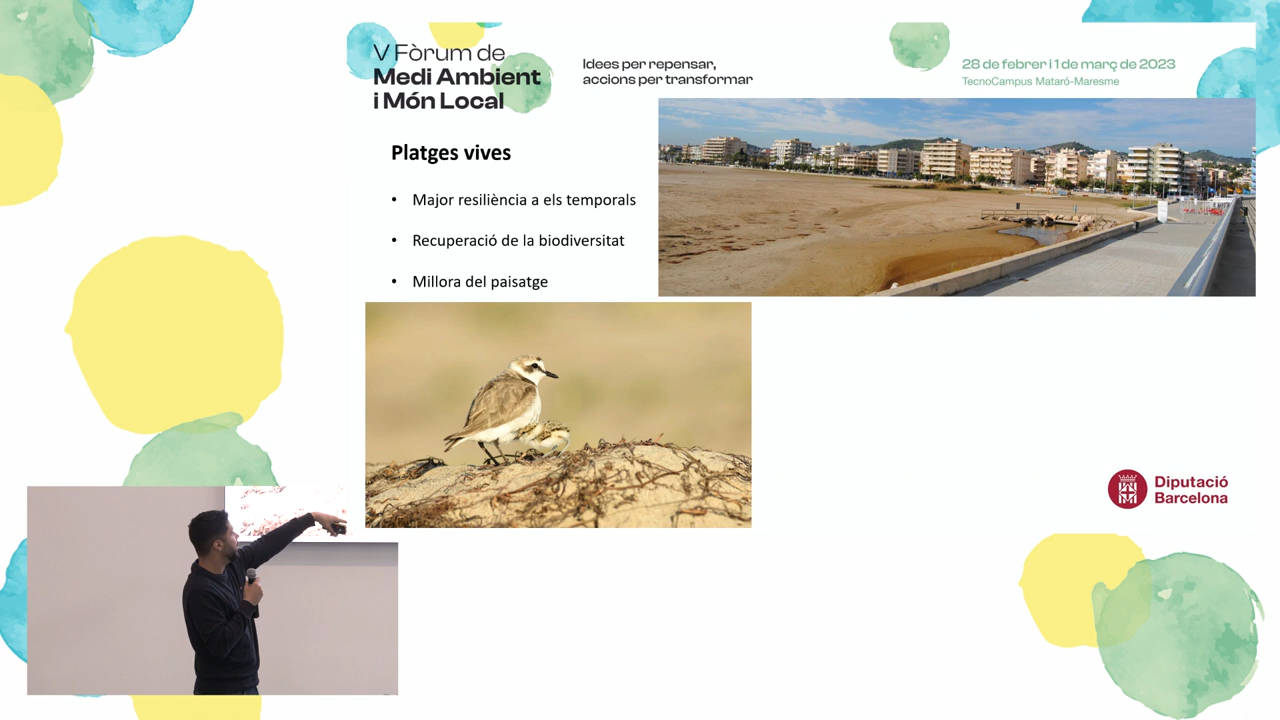 V Fòrum de
Medi Ambient
i Món Local
Idees per repensar,
accions per transformar
28 de febrer i 1 de març de 2023
TecnoCampus Mataró-Maresme
Platges vives
• Major resiliència a els temporals
• Recuperació de la biodiversitat
• Millora del paisatge
Diputació
Barcelona